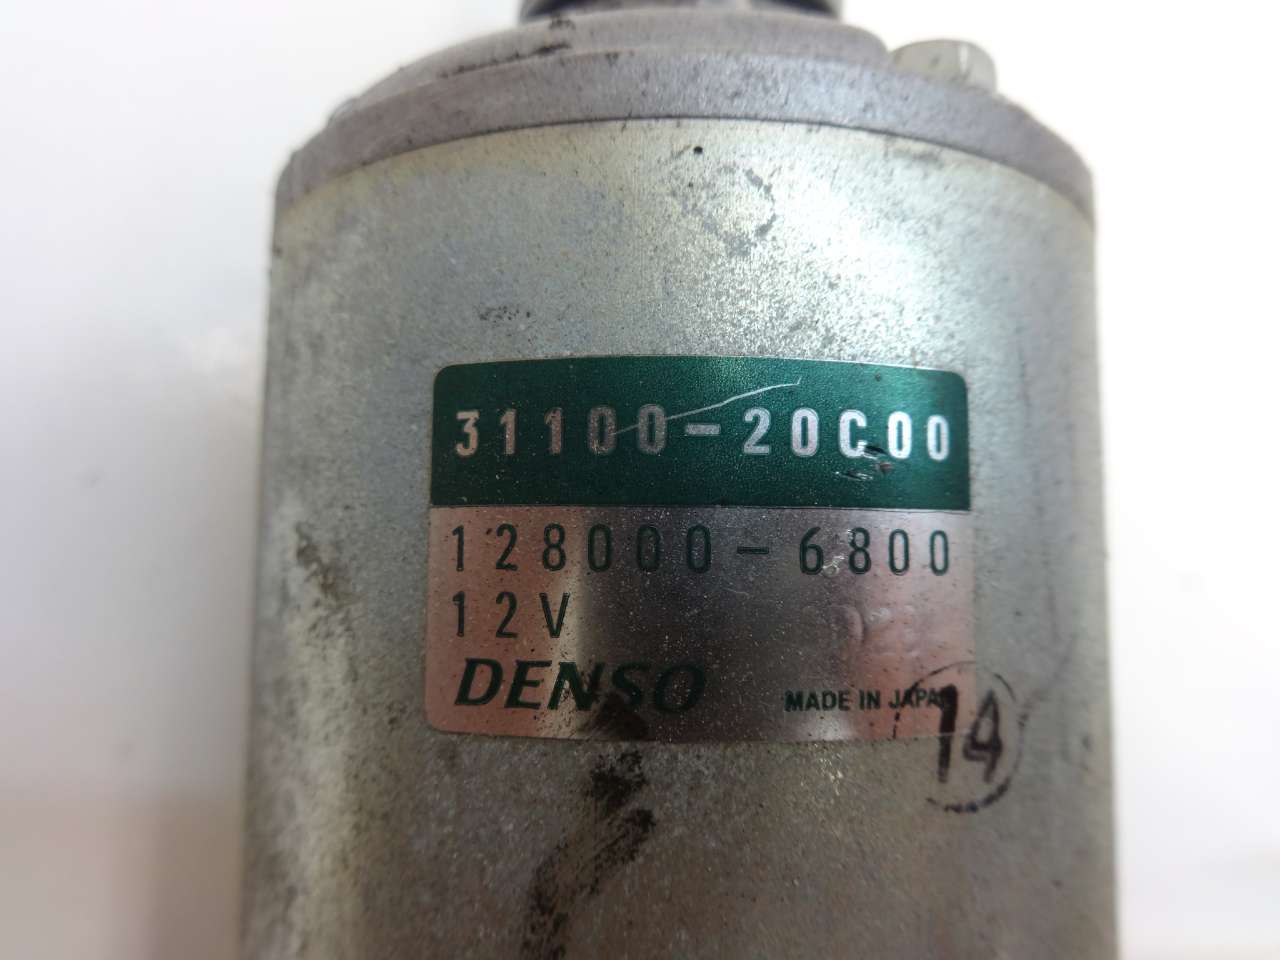 31100-20C00
128000-6800
12V
DENSO
MADE IN JAPAN
14